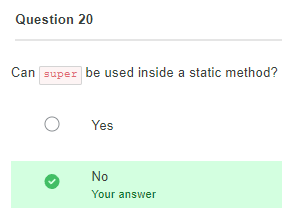 Question 20
Can super be used inside a static method?
Yes
No
Your answer